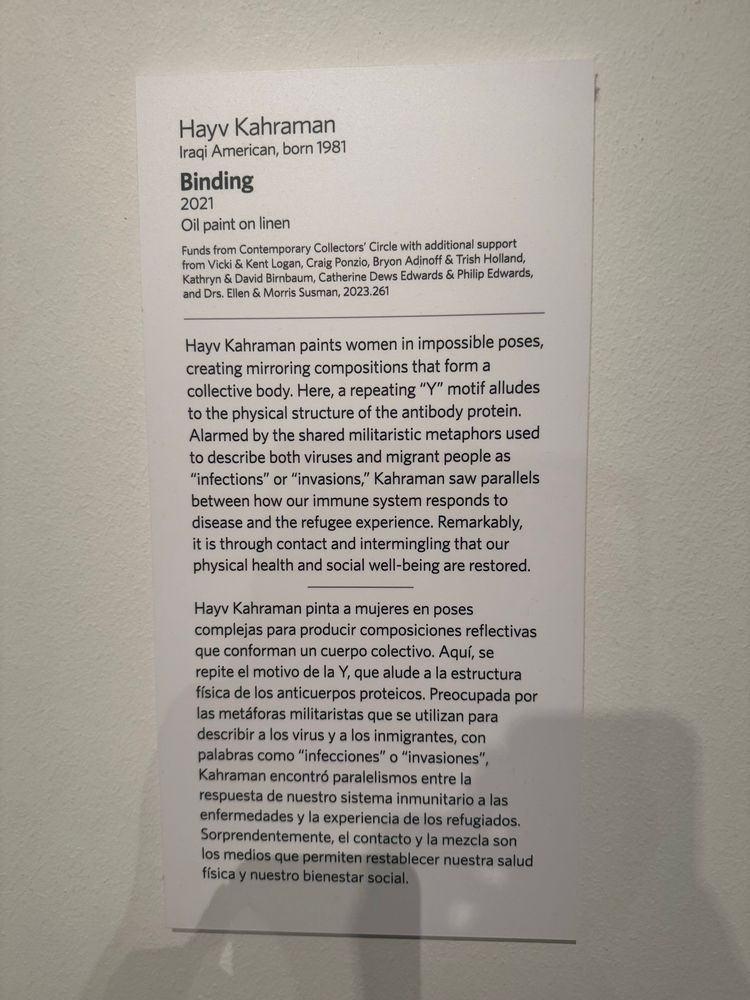 Hayv Kahraman
Iraqi American, born 1981
Binding
2021
Oil paint on linen
Funds from Contemporary Collectors' Circle with additional support
from Vicki & Kent Logan, Craig Ponzio, Bryon Adinoff & Trish Holland,
Kathryn & David Birnbaum, Catherine Dews Edwards & Philip Edwards,
and Drs. Ellen & Morris Susman, 2023.261
Hayv Kahraman paints women in impossible poses,
creating mirroring compositions that form a
collective body. Here, a repeating “Y” motif alludes
to the physical structure of the antibody protein.
Alarmed by the shared militaristic metaphors used
to describe both viruses and migrant people as
“infections” or “invasions,” Kahraman saw parallels
between how our immune system responds to
disease and the refugee experience. Remarkably,
it is through contact and intermingling that our
physical health and social well-being are restored.
Hayv Kahraman pinta a mujeres en poses
complejas para producir composiciones reflectivas
que conforman un cuerpo colectivo. Aquí, se
repite el motivo de la Y, que alude a la estructura
física de los anticuerpos proteicos. Preocupada por
las metáforas militaristas que se utilizan para
describir a los virus y a los inmigrantes, con
palabras como “infecciones” o “invasiones”,
Kahraman encontró paralelismos entre la
respuesta de nuestro sistema inmunitario a las
enfermedades y la experiencia de los refugiados.
Sorprendentemente, el contacto y la mezcla son
los medios que permiten restablecer nuestra salud
física y nuestro bienestar social.